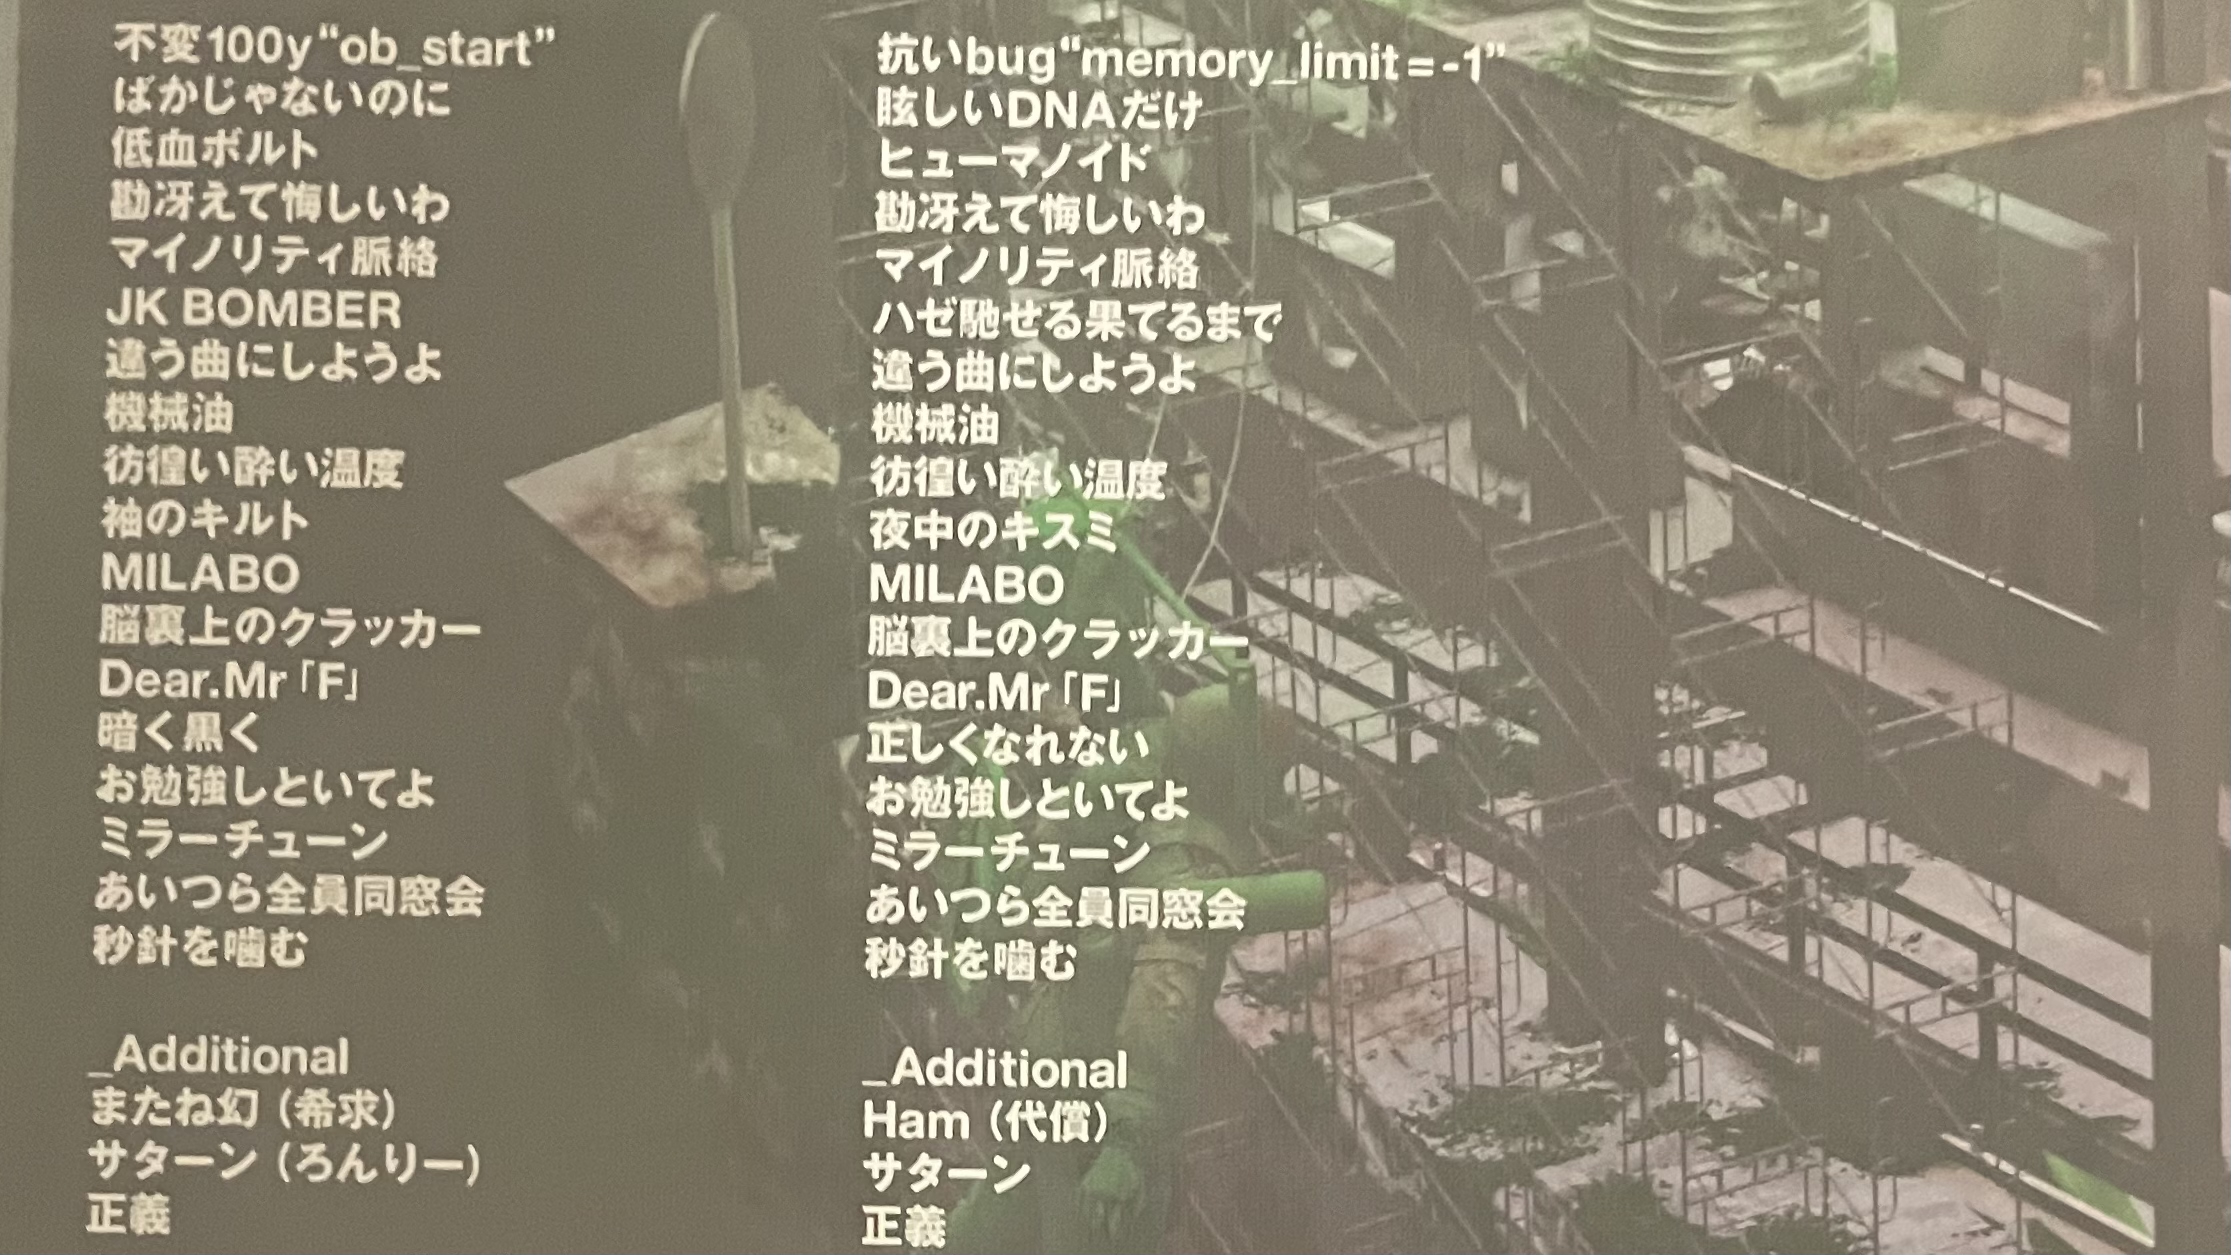 不変100y“ob_start”
ばかじゃないのに
低血ボルト
勘冴えて悔しいわ
マイノリティ脈絡
JK BOMBER
違う曲にしようよ
機械油
彷徨い酔い温度
袖のキルト
MILABO
脳裏上のクラッカー
Dear.Mr「F」
暗く黒く
お勉強しといてよ
ミラーチューン
あいつら全員同窓会
秒針を噛む
_Additional
またね幻（希求）
サターン（ろんりー）
正義
抗いbug“memory_limit=-1”
眩しいDNAだけ
ヒューマノイド
勘冴えて悔しいわ
マイノリティ脈絡
ハゼ馳せる果てるまで
違う曲にしようよ
機械油
彷徨い酔い温度
夜中のキスミ
MILABO
脳裏上のクラッカー
Dear.Mr「F」
正しくなれない
お勉強しといてよ
ミラーチューン
あいつら全員同窓会
秒針を噛む
_Additional
Ham（代償）
サターン
正義